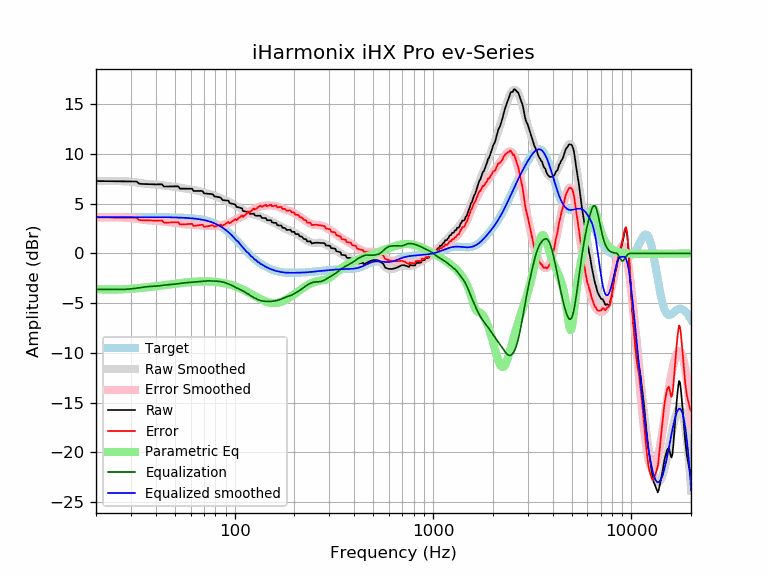 iHarmonix iHX Pro ev-Series
Amplitude (dBr)
15
10
5
0
−5
−10
−15
−20
−25
Target
Raw Smoothed
Error Smoothed
Raw
Error
Parametric Eq
Equalization
Equalized smoothed
100
1000
10000
Frequency (Hz)